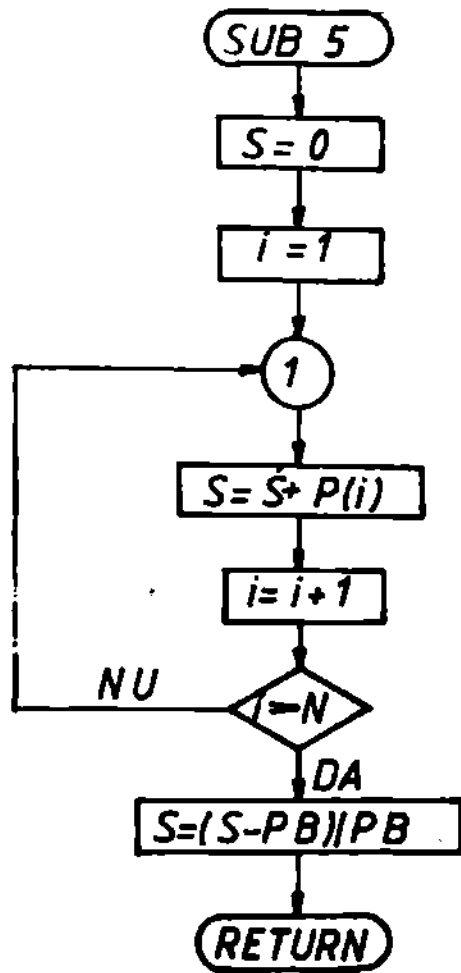 SUB 5
S = 0
i = 1
1
S = S + P(i)
i = i + 1
NU
i = N
DA
S=(S-PB)/PB
RETURN